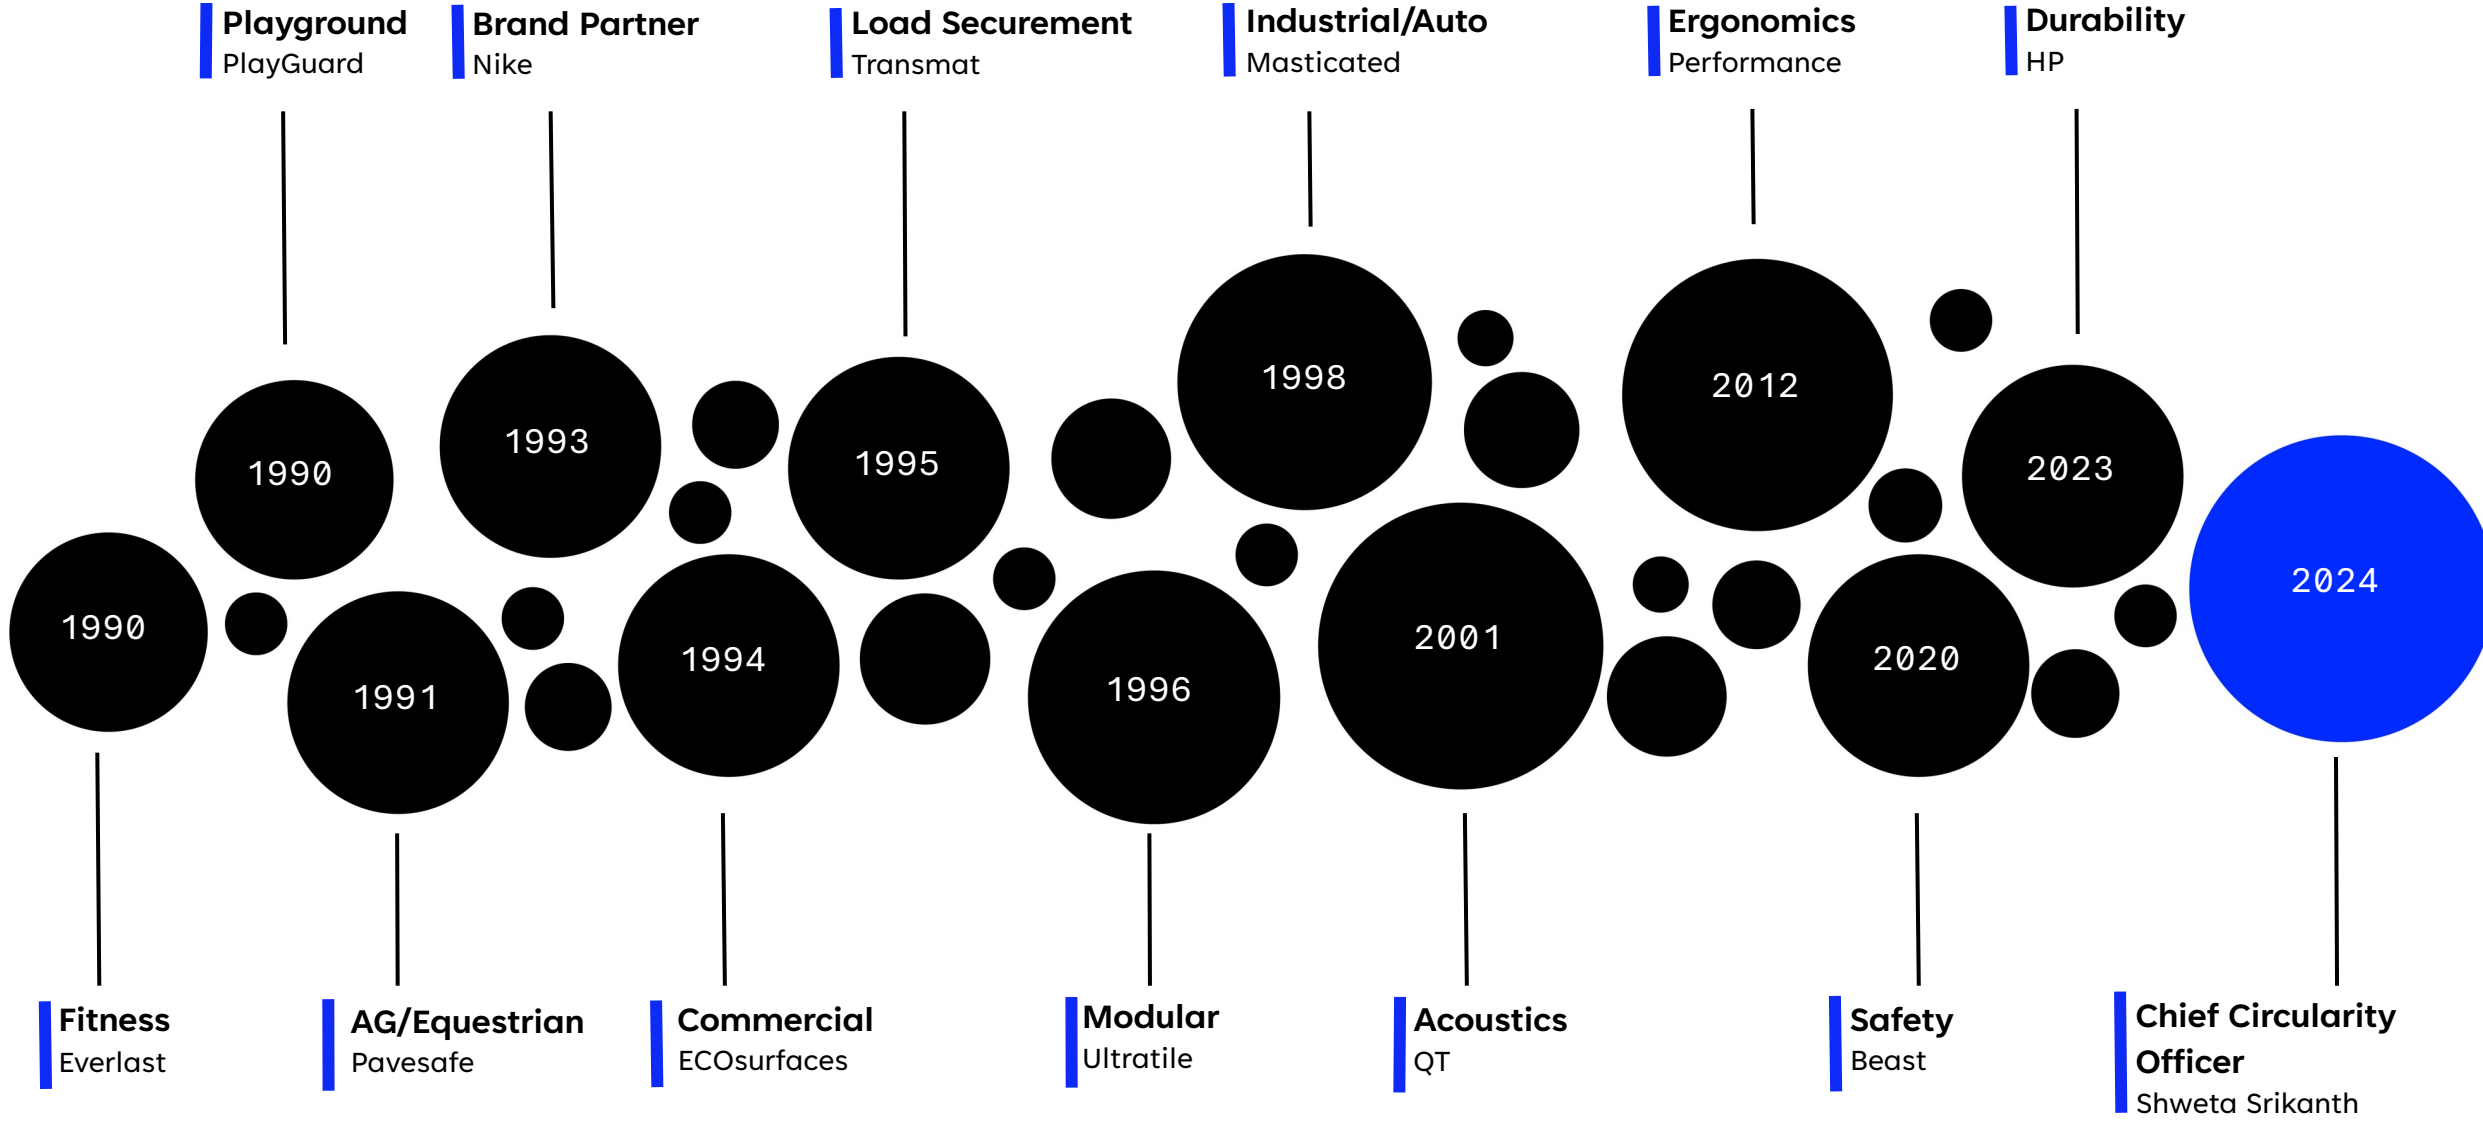 Playground
PlayGuard
Brand Partner
Nike
Load Securement
Transmat
Industrial/Auto
Masticated
Ergonomics
Performance
Durability
HP
1990
1990
1991
1993
1994
1995
1996
1998
2001
2012
2020
2023
2024
Fitness
Everlast
AG/Equestrian
Pavesafe
Commercial
ECOsurfaces
Modular
Ultratile
Acoustics
QT
Safety
Beast
Chief Circularity
Officer
Shweta Srikanth